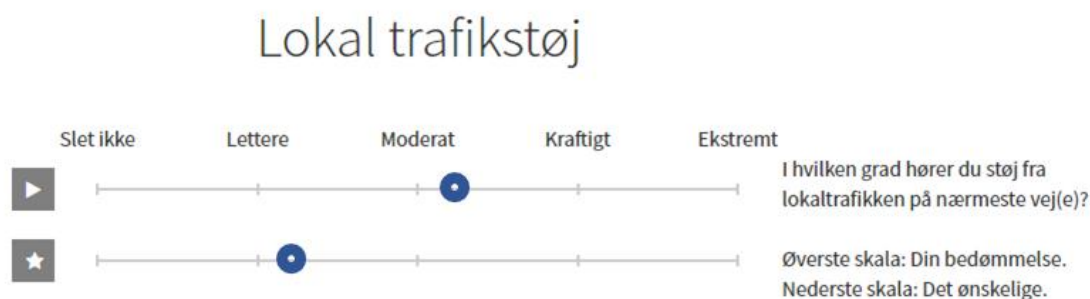 Lokal trafikstøj
Slet ikke Lettere Moderat Kraftigt Ekstremt
I hvilken grad hører du støj fra
lokaltrafikken på nærmeste vej(e)?
Øverste skala: Din bedømmelse.
Nederste skala: Det ønskelige.